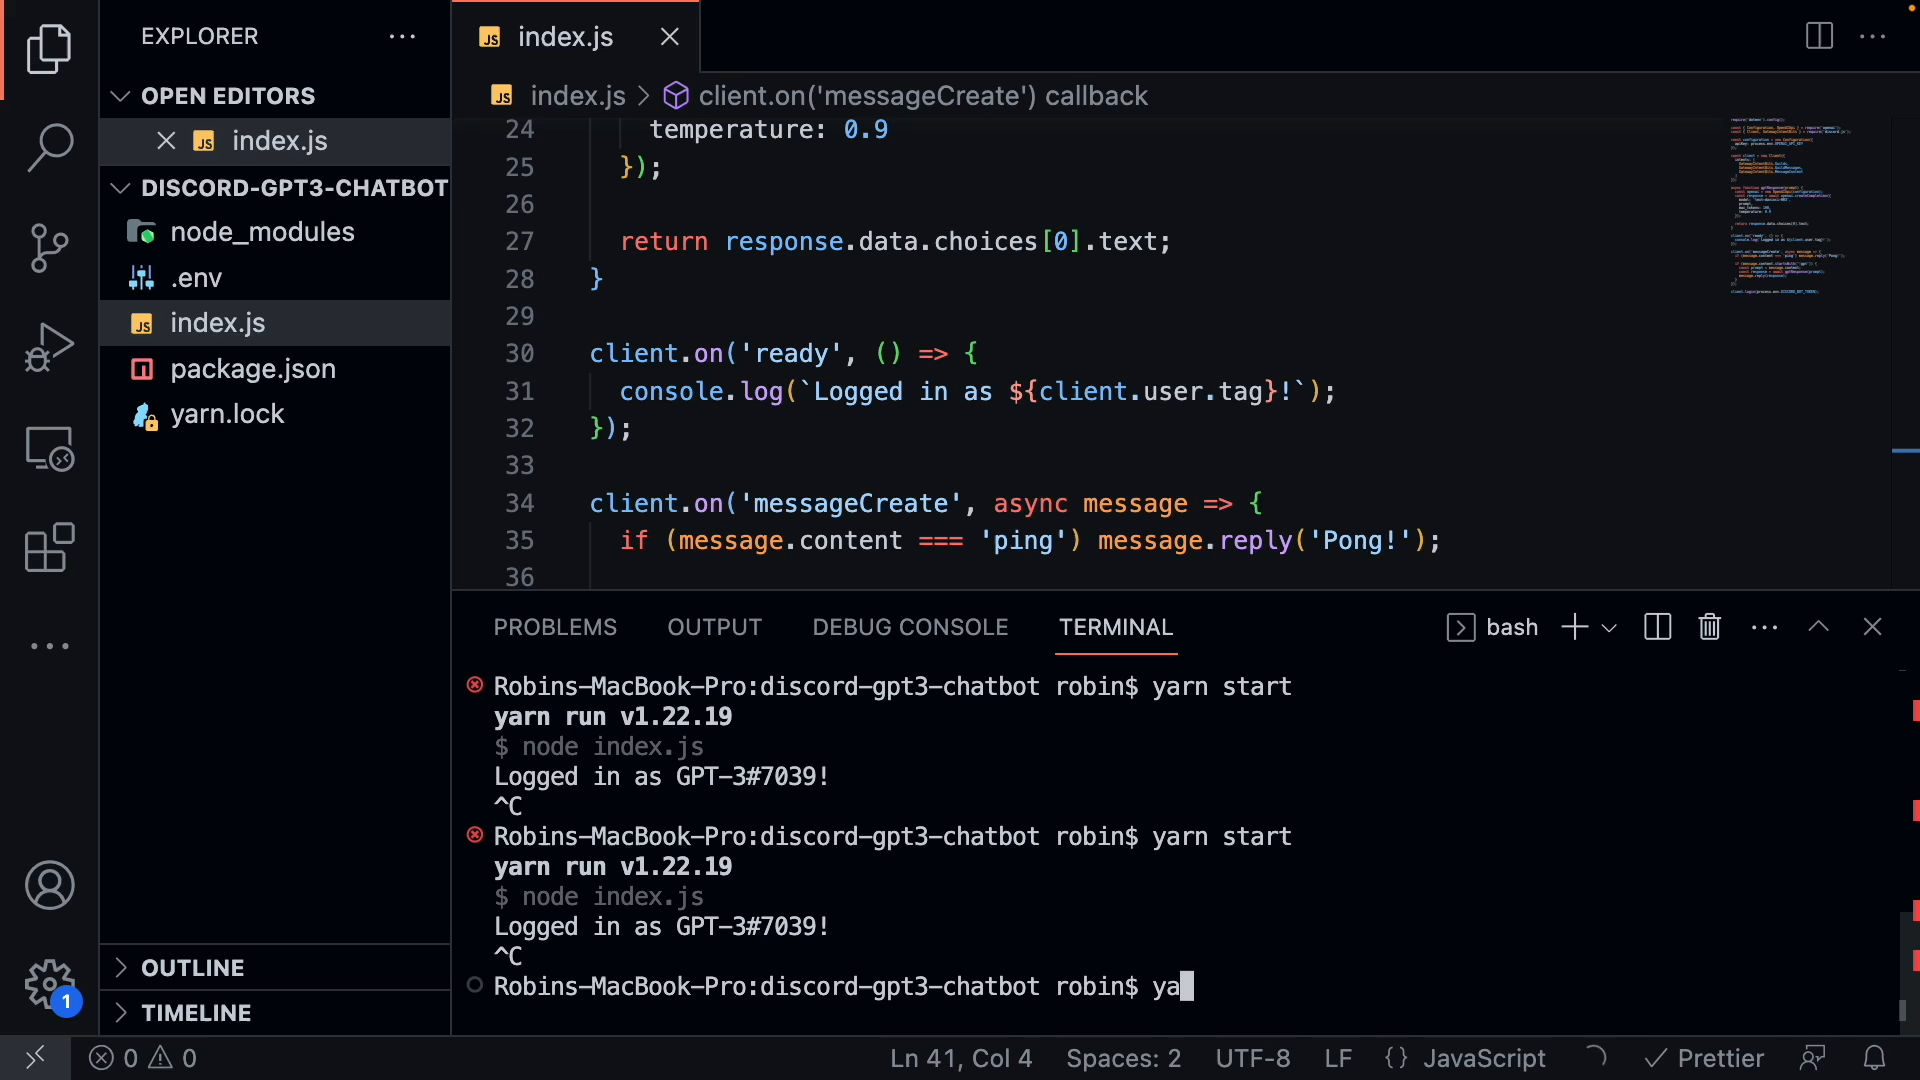 EXPLORER
OPEN EDITORS
index.js
DISCORD-GPT3-CHATBOT
node_modules
.env
index.js
package.json
yarn.lock
OUTLINE
TIMELINE
1
index.js
index.js > client.on('messageCreate') callback
24 temperature: 0.9
25 });
26
27 return response.data.choices[0].text;
28 }
29
30 client.on('ready', () => {
31 console.log(`Logged in as ${client.user.tag}!`);
32 });
33
34 client.on('messageCreate', async message => {
35 if (message.content === 'ping') message.reply('Pong!');
36
PROBLEMS OUTPUT DEBUG CONSOLE TERMINAL bash
Robins-MacBook-Pro:discord-gpt3-chatbot robin$ yarn start
yarn run v1.22.19
$ node index.js
Logged in as GPT-3#7039!
^C
Robins-MacBook-Pro:discord-gpt3-chatbot robin$ yarn start
yarn run v1.22.19
$ node index.js
Logged in as GPT-3#7039!
^C
Robins-MacBook-Pro:discord-gpt3-chatbot robin$ ya
0 0 Ln 41, Col 4 Spaces: 2 UTF-8 LF {} JavaScript Prettier